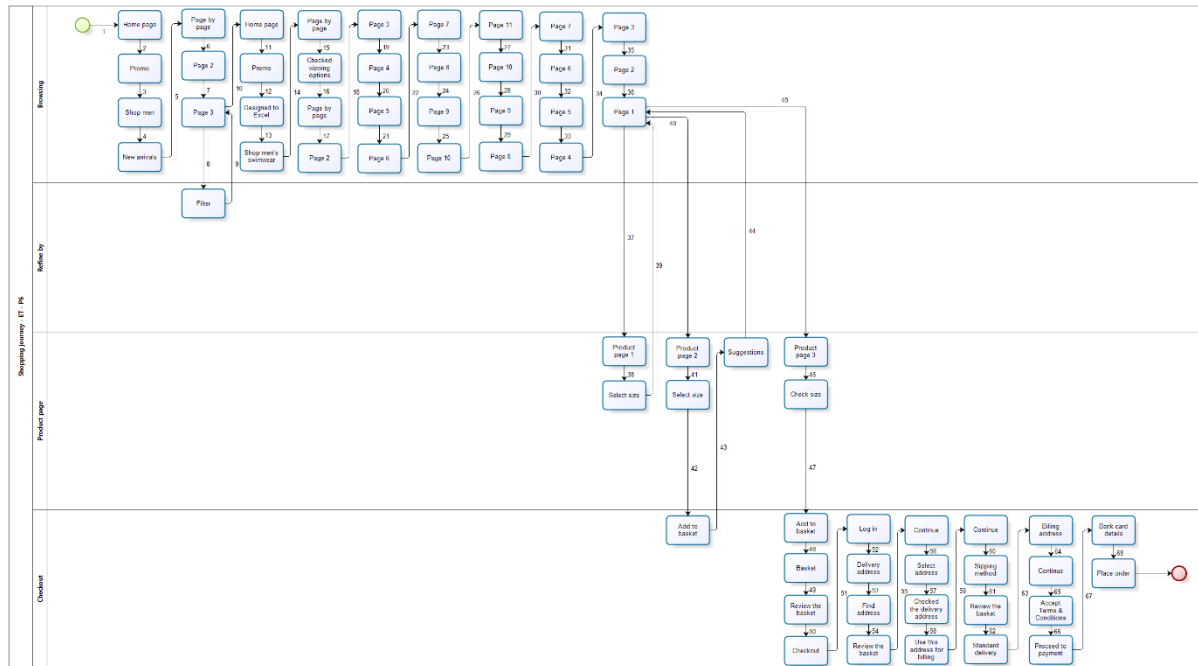 Shopping journey - ET - P6
Browsing
Home page
Promo
Shop men
New arrivals
Page by
page
Page 2
Page 3
Home page
Promo
Designed to
Excel
Shop men's
swimwear
Page by
page
Checked
viewing
options
Page by
page
Page 2
Page 3
Page 4
Page 5
Page 6
Page 7
Page 8
Page 9
Page 10
Page 11
Page 10
Page 9
Page 8
Page 7
Page 6
Page 5
Page 4
Page 3
Page 2
Page 1
1
2
3
4
5
6
7
8
9
10
11
12
13
14
15
16
17
18
19
20
21
22
23
24
25
26
27
28
29
30
31
32
33
34
35
36
45
40
Refine by
Filter
37
39
44
Product page
Product
page 1
38
Select size
Product
page 2
41
Select size
Suggestions
Product
page 3
46
Check size
42
43
47
Checkout
Add to
basket
Add to
basket
48
Basket
49
Review the
basket
50
Checkout
51
Log in
52
Delivery
address
53
Find
address
54
Review the
basket
55
Continue
56
Select
address
57
Checked
the delivery
address
58
Use this
address for
billing
59
Continue
60
Sipping
method
61
Review the
basket
62
Standard
delivery
63
Billing
address
64
Continue
65
Accept
Terms &
Conditions
66
Proceed to
payment
67
Bank card
details
68
Place order